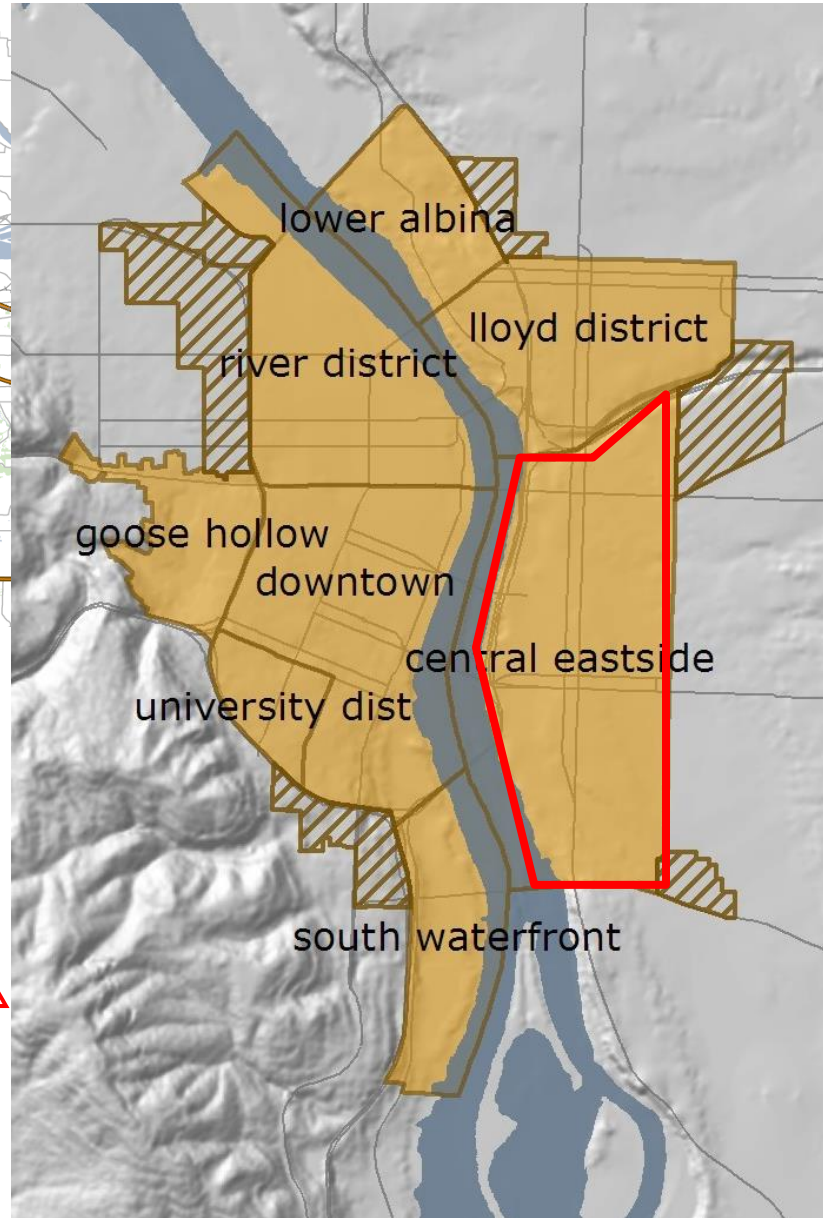 lower albina
lloyd district
river district
goose hollow
downtown
central eastside
university dist
south waterfront